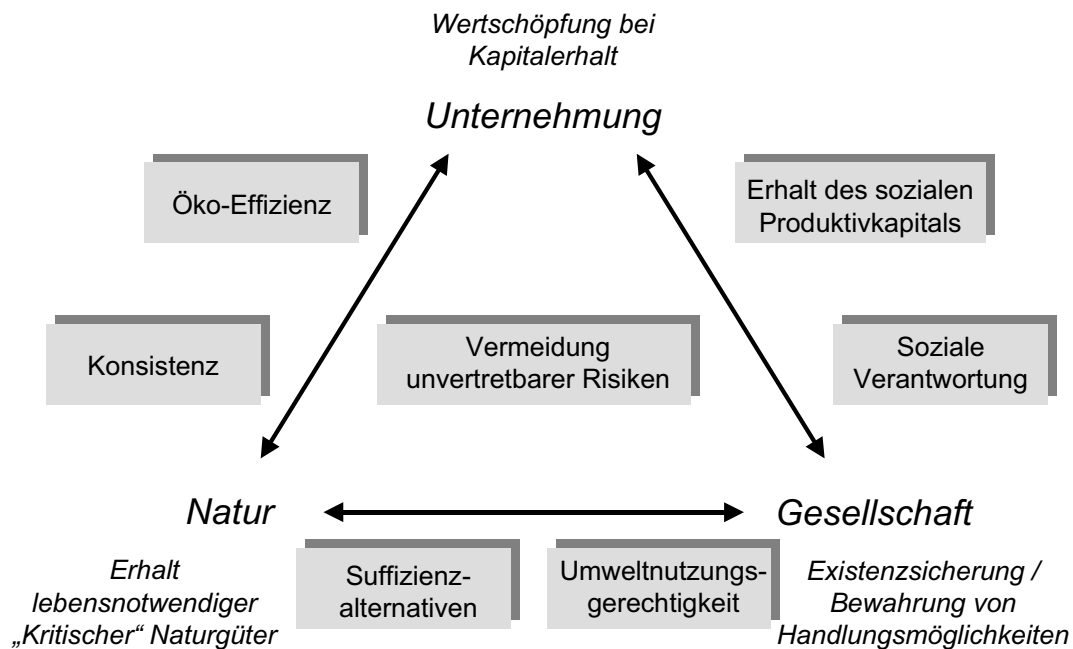 Wertschöpfung bei
Kapitalerhalt
Unternehmung
Öko-Effizienz
Erhalt des sozialen
Produktivkapitals
Konsistenz
Vermeidung
unvertretbarer Risiken
Soziale
Verantwortung
Natur
Gesellschaft
Erhalt
lebensnotwendiger
„Kritischer“ Naturgüter
Suffizienz-
alternativen
Umweltnutzungs-
gerechtigkeit
Existenzsicherung /
Bewahrung von
Handlungsmöglichkeiten